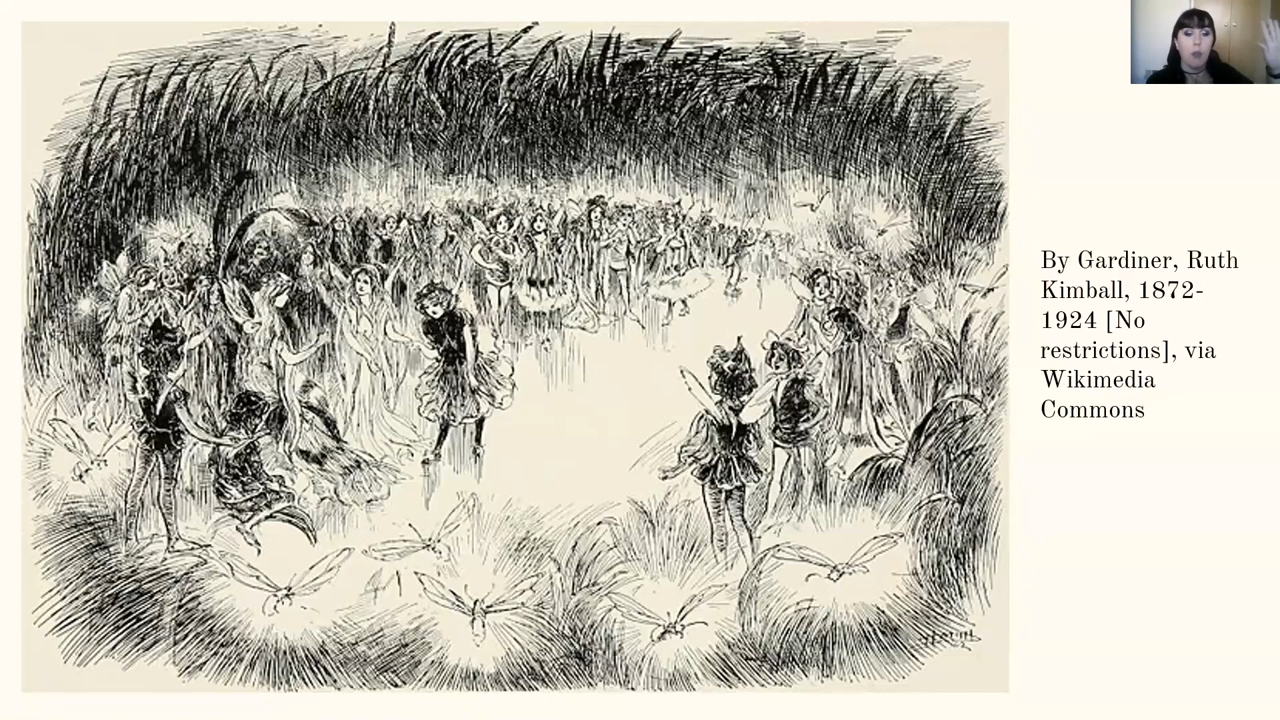 By Gardiner, Ruth
Kimball, 1872-
1924 [No
restrictions], via
Wikimedia
Commons